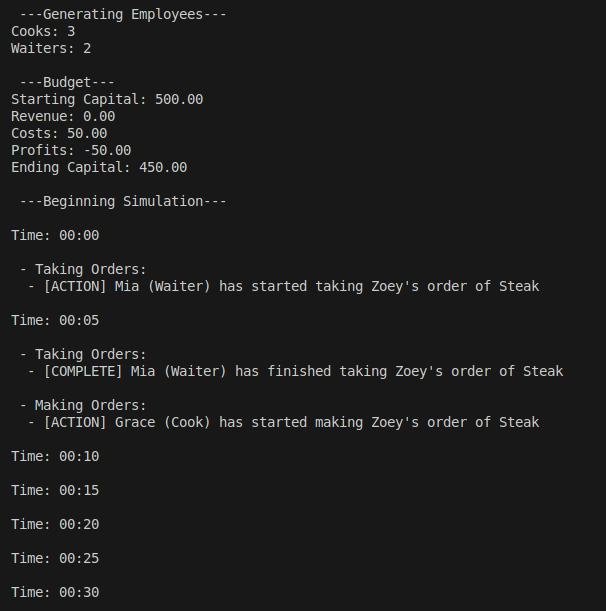 ---Generating Employees---
Cooks: 3
Waiters: 2
---Budget---
Starting Capital: 500.00
Revenue: 0.00
Costs: 50.00
Profits: -50.00
Ending Capital: 450.00
---Beginning Simulation---
Time: 00:00
- Taking Orders:
- [ACTION] Mia (Waiter) has started taking Zoey's order of Steak
Time: 00:05
- Taking Orders:
- [COMPLETE] Mia (Waiter) has finished taking Zoey's order of Steak
- Making Orders:
- [ACTION] Grace (Cook) has started making Zoey's order of Steak
Time: 00:10
Time: 00:15
Time: 00:20
Time: 00:25
Time: 00:30